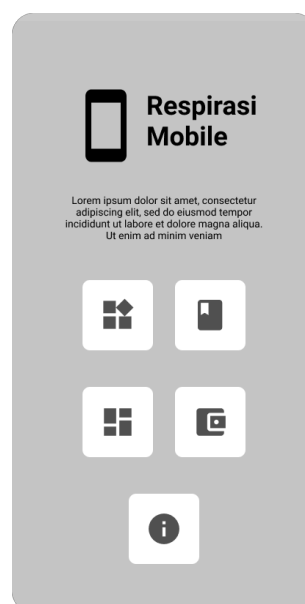 Respirasi
Mobile
Lorem ipsum dolor sit amet, consectetur
adipiscing elit, sed do eiusmod tempor
incididunt ut labore et dolore magna aliqua.
Ut enim ad minim veniam